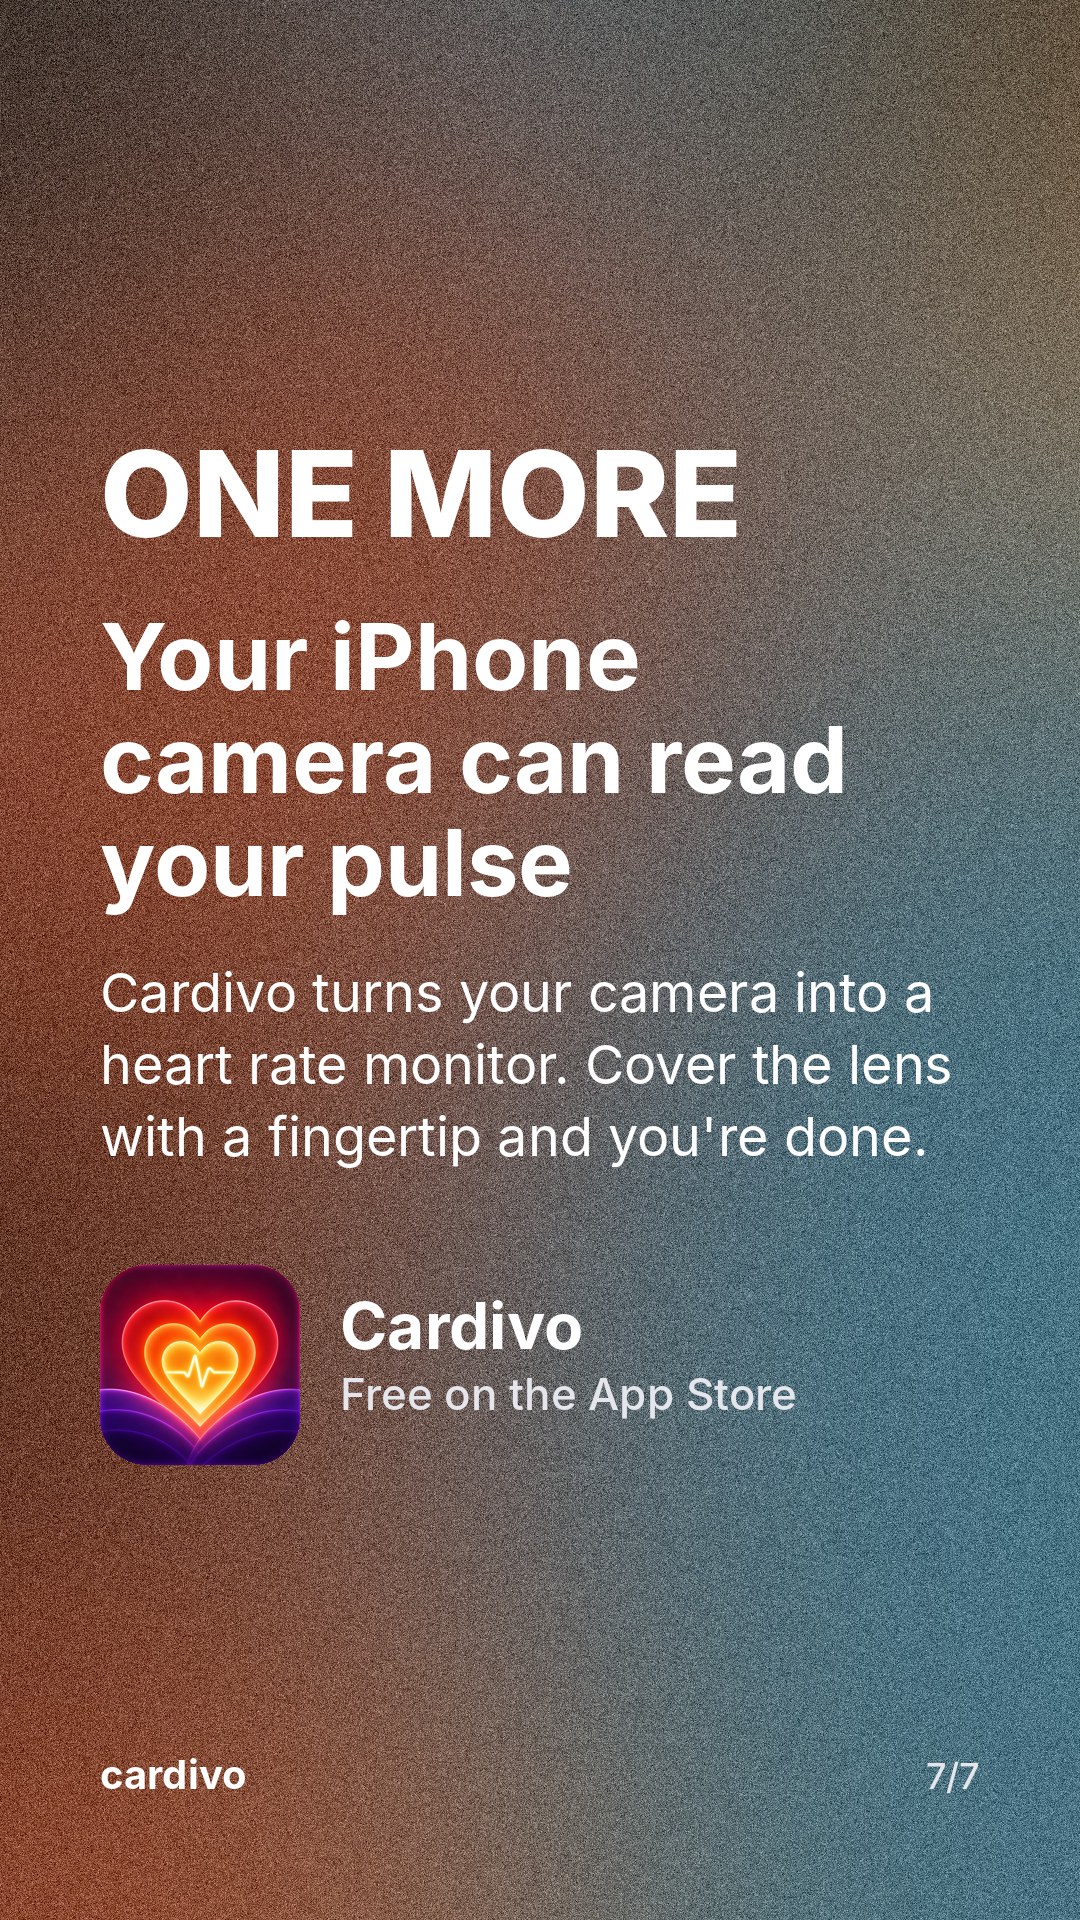 ONE MORE
Your iPhone
camera can read
your pulse
Cardivo turns your camera into a
heart rate monitor. Cover the lens
with a fingertip and you're done.
Cardivo
Free on the App Store
cardivo
7/7